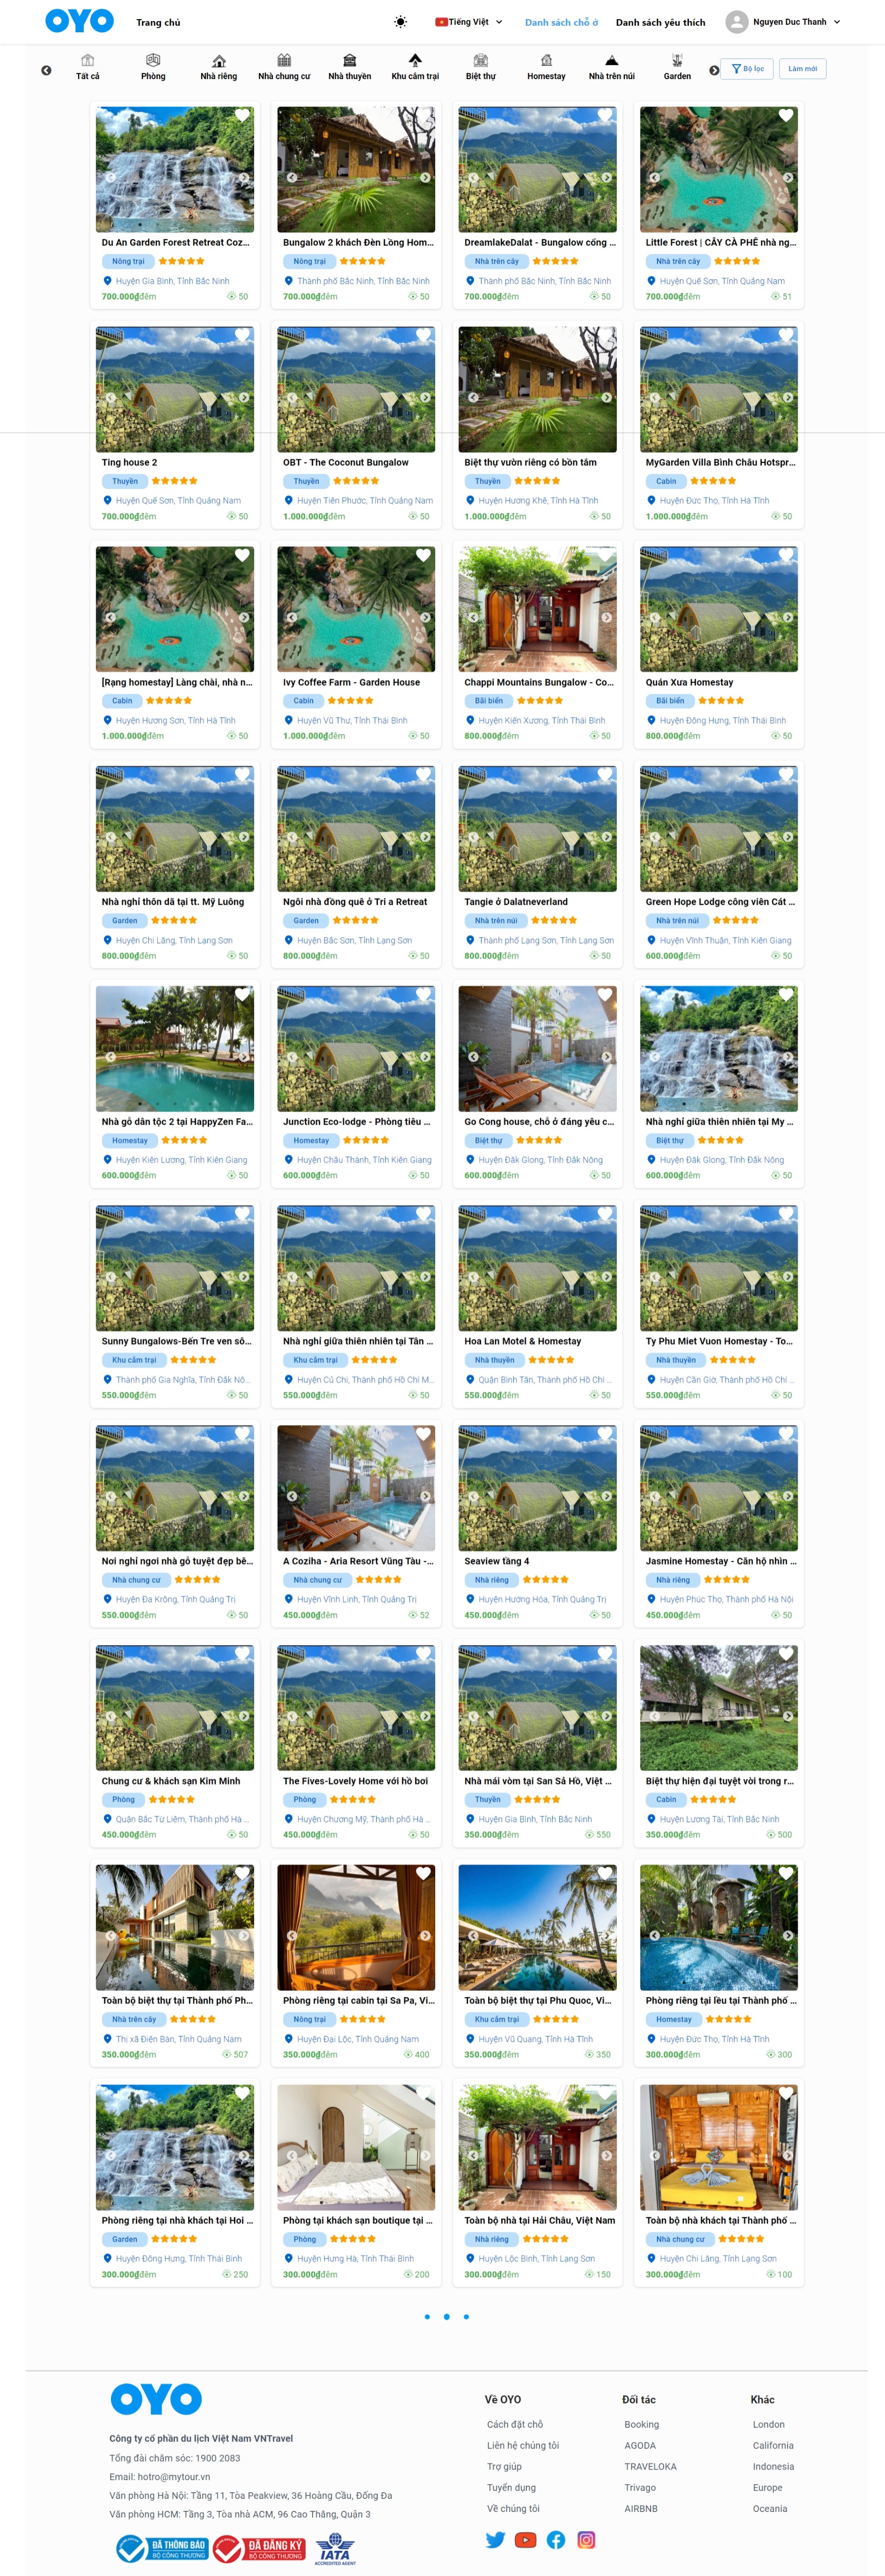 OYO
Trang chủ
Tiếng Việt
Danh sách chỗ ở
Danh sách yêu thích
Nguyen Duc Thanh
Tất cả
Phòng
Nhà riêng
Nhà chung cư
Nhà thuyền
Khu cắm trại
Biệt thự
Homestay
Nhà trên núi
Garden
Bộ lọc
Làm mới
Du An Garden Forest Retreat Coz...
Nông trại
Huyện Gia Bình, Tỉnh Bắc Ninh
700.000₫đêm
50
Bungalow 2 khách Đèn Lồng Hom...
Nông trại
Thành phố Bắc Ninh, Tỉnh Bắc Ninh
700.000₫đêm
50
DreamlakeDalat - Bungalow cổng ...
Nhà trên cây
Thành phố Bắc Ninh, Tỉnh Bắc Ninh
700.000₫đêm
50
Little Forest | CÂY CÀ PHÊ nhà ng...
Nhà trên cây
Huyện Quế Sơn, Tỉnh Quảng Nam
700.000₫đêm
51
Ting house 2
Thuyền
Huyện Quế Sơn, Tỉnh Quảng Nam
700.000₫đêm
50
OBT - The Coconut Bungalow
Thuyền
Huyện Tiên Phước, Tỉnh Quảng Nam
1.000.000₫đêm
50
Biệt thự vườn riêng có bồn tắm
Thuyền
Huyện Hương Khê, Tỉnh Hà Tĩnh
1.000.000₫đêm
50
MyGarden Villa Bình Châu Hotspr...
Cabin
Huyện Đức Thọ, Tỉnh Hà Tĩnh
1.000.000₫đêm
50
[Rạng homestay] Làng chài, nhà n...
Cabin
Huyện Hương Sơn, Tỉnh Hà Tĩnh
1.000.000₫đêm
50
Ivy Coffee Farm - Garden House
Cabin
Huyện Vũ Thư, Tỉnh Thái Bình
1.000.000₫đêm
50
Chappi Mountains Bungalow - Co...
Bãi biển
Huyện Kiến Xương, Tỉnh Thái Bình
800.000₫đêm
50
Quán Xưa Homestay
Bãi biển
Huyện Đông Hưng, Tỉnh Thái Bình
800.000₫đêm
50
Nhà nghỉ thôn dã tại tt. Mỹ Luông
Garden
Huyện Chi Lăng, Tỉnh Lạng Sơn
800.000₫đêm
50
Ngôi nhà đồng quê ở Tri a Retreat
Garden
Huyện Bắc Sơn, Tỉnh Lạng Sơn
800.000₫đêm
50
Tangie ở Dalatneverland
Nhà trên núi
Thành phố Lạng Sơn, Tỉnh Lạng Sơn
800.000₫đêm
50
Green Hope Lodge công viên Cát ...
Nhà trên núi
Huyện Vĩnh Thuận, Tỉnh Kiên Giang
600.000₫đêm
50
Nhà gỗ dân tộc 2 tại HappyZen Fa...
Homestay
Huyện Kiên Lương, Tỉnh Kiên Giang
600.000₫đêm
50
Junction Eco-lodge - Phòng tiêu ...
Homestay
Huyện Châu Thành, Tỉnh Kiên Giang
600.000₫đêm
50
Go Cong house, chỗ ở đáng yêu c...
Biệt thự
Huyện Đăk Glong, Tỉnh Đắk Nông
600.000₫đêm
50
Nhà nghỉ giữa thiên nhiên tại My ...
Biệt thự
Huyện Đăk Glong, Tỉnh Đắk Nông
600.000₫đêm
50
Sunny Bungalows-Bến Tre ven sô...
Khu cắm trại
Thành phố Gia Nghĩa, Tỉnh Đắk Nô...
550.000₫đêm
50
Nhà nghỉ giữa thiên nhiên tại Tân ...
Khu cắm trại
Huyện Củ Chi, Thành phố Hồ Chí M...
550.000₫đêm
50
Hoa Lan Motel & Homestay
Nhà thuyền
Quận Bình Tân, Thành phố Hồ Chí ...
550.000₫đêm
50
Ty Phu Miet Vuon Homestay - To...
Nhà thuyền
Huyện Cần Giờ, Thành phố Hồ Chí ...
550.000₫đêm
50
Nơi nghỉ ngơi nhà gỗ tuyệt đẹp bê...
Nhà chung cư
Huyện Đa Krông, Tỉnh Quảng Trị
550.000₫đêm
50
A Coziha - Aria Resort Vũng Tàu -...
Nhà chung cư
Huyện Vĩnh Linh, Tỉnh Quảng Trị
450.000₫đêm
52
Seaview tầng 4
Nhà riêng
Huyện Hướng Hóa, Tỉnh Quảng Trị
450.000₫đêm
50
Jasmine Homestay - Căn hộ nhìn ...
Nhà riêng
Huyện Phúc Thọ, Thành phố Hà Nội
450.000₫đêm
50
Chung cư & khách sạn Kim Minh
Phòng
Quận Bắc Từ Liêm, Thành phố Hà ...
450.000₫đêm
50
The Fives-Lovely Home với hồ bơi
Phòng
Huyện Chương Mỹ, Thành phố Hà ...
450.000₫đêm
50
Nhà mái vòm tại San Sả Hồ, Việt ...
Thuyền
Huyện Gia Bình, Tỉnh Bắc Ninh
350.000₫đêm
550
Biệt thự hiện đại tuyệt vời trong r...
Cabin
Huyện Lương Tài, Tỉnh Bắc Ninh
350.000₫đêm
500
Toàn bộ biệt thự tại Thành phố Ph...
Nhà trên cây
Thị xã Điện Bàn, Tỉnh Quảng Nam
350.000₫đêm
507
Phòng riêng tại cabin tại Sa Pa, Vi...
Nông trại
Huyện Đại Lộc, Tỉnh Quảng Nam
350.000₫đêm
400
Toàn bộ biệt thự tại Phu Quoc, Vi...
Khu cắm trại
Huyện Vũ Quang, Tỉnh Hà Tĩnh
350.000₫đêm
350
Phòng riêng tại lều tại Thành phố ...
Homestay
Huyện Đức Thọ, Tỉnh Hà Tĩnh
300.000₫đêm
300
Phòng riêng tại nhà khách tại Hoi ...
Garden
Huyện Đông Hưng, Tỉnh Thái Bình
300.000₫đêm
250
Phòng tại khách sạn boutique tại ...
Phòng
Huyện Hưng Hà, Tỉnh Thái Bình
300.000₫đêm
200
Toàn bộ nhà tại Hải Châu, Việt Nam
Nhà riêng
Huyện Lộc Bình, Tỉnh Lạng Sơn
300.000₫đêm
150
Toàn bộ nhà khách tại Thành phố ...
Nhà chung cư
Huyện Chi Lăng, Tỉnh Lạng Sơn
300.000₫đêm
100
OYO
Công ty cổ phần du lịch Việt Nam VNTravel
Tổng đài chăm sóc: 1900 2083
Email: hotro@mytour.vn
Văn phòng Hà Nội: Tầng 11, Tòa Peakview, 36 Hoàng Cầu, Đống Đa
Văn phòng HCM: Tầng 3, Tòa nhà ACM, 96 Cao Thắng, Quận 3
ĐÃ THÔNG BÁO
BỘ CÔNG THƯƠNG
ĐÃ ĐĂNG KÝ
BỘ CÔNG THƯƠNG
IATA
ACCREDITED AGENT
Về OYO
Cách đặt chỗ
Liên hệ chúng tôi
Trợ giúp
Tuyển dụng
Về chúng tôi
Đối tác
Booking
AGODA
TRAVELOKA
Trivago
AIRBNB
Khác
London
California
Indonesia
Europe
Oceania